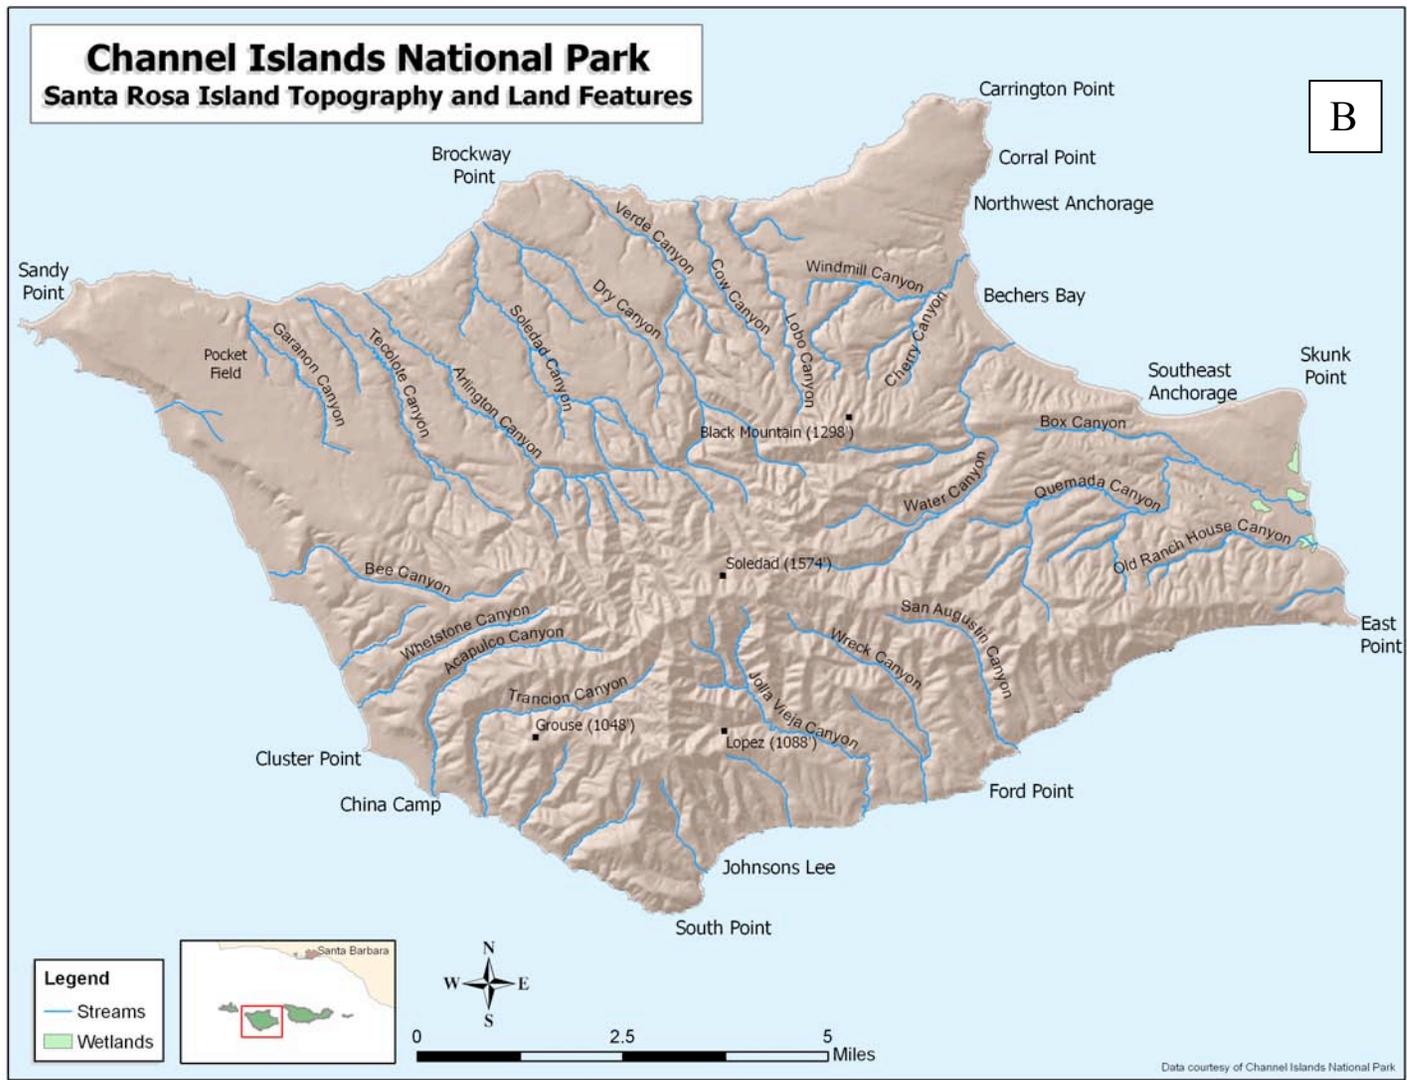 Channel Islands National Park
Santa Rosa Island Topography and Land Features
B
Carrington Point
Corral Point
Northwest Anchorage
Brockway
Point
Verde Canyon
Cow Canyon
Windmill Canyon
Bechers Bay
Sandy
Point
Dry Canyon
Soledad Canyon
Lobo Canyon
Cherry Canyon
Garanon Canyon
Tecolote Canyon
Arlington Canyon
Pocket
Field
Southeast
Anchorage
Skunk
Point
Black Mountain (1298')
Box Canyon
Water Canyon
Quemada Canyon
Old Ranch House Canyon
Soledad (1574')
Bee Canyon
Whelstone Canyon
Acapulco Canyon
San Augustin Canyon
East
Point
Wreck Canyon
Trancion Canyon
Jolla Vieja Canyon
Grouse (1048')
Lopez (1088')
Cluster Point
China Camp
Ford Point
Johnsons Lee
South Point
Legend
Streams
Wetlands
Santa Barbara
N
W
E
S
0
2.5
5
Miles
Data courtesy of Channel Islands National Park